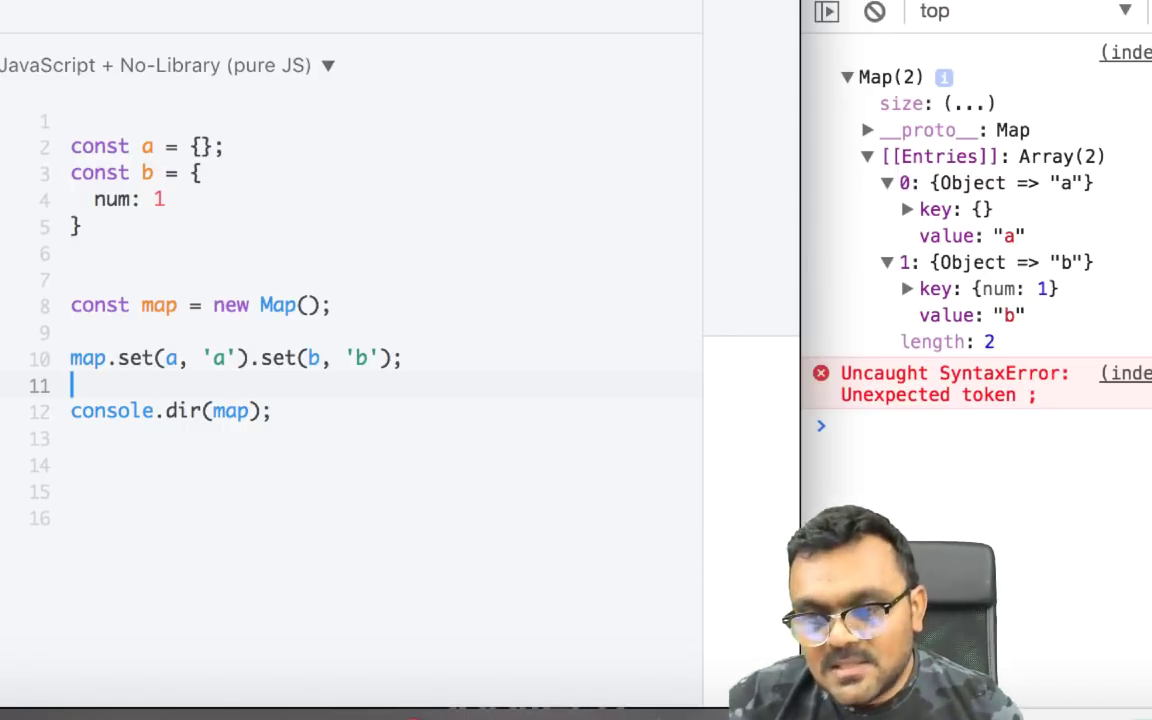 top
JavaScript + No-Library (pure JS) ▼
(inde
1
2 const a = {};
3 const b = {
4 num: 1
5 }
6
7
8 const map = new Map();
9
10 map.set(a, 'a').set(b, 'b');
11
12 console.dir(map);
13
14
15
16
▼Map(2) i
size: (...)
▶__proto__: Map
▼[[Entries]]: Array(2)
▼0: {Object => "a"}
▶key: {}
value: "a"
▼1: {Object => "b"}
▶key: {num: 1}
value: "b"
length: 2
Uncaught SyntaxError: (inde
Unexpected token ;
>